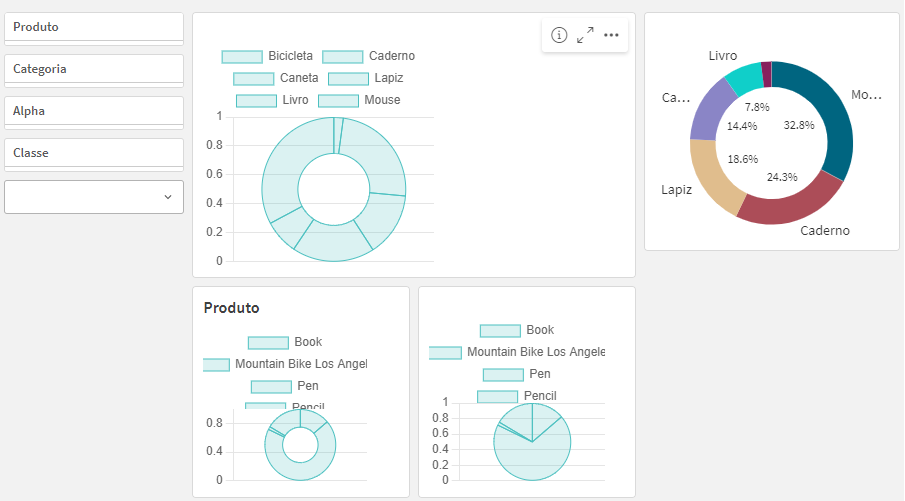 Produto
Categoria
Alpha
Classe
Bicicleta Caderno
Caneta Lapiz
Livro Mouse
1
0.8
0.6
0.4
0.2
0
Livro
Ca...
Mo...
7.8%
14.4%
32.8%
18.6%
24.3%
Lapiz
Caderno
Produto
Book
Mountain Bike Los Angel
Pen
Pencil
0.8
0.4
0
Book
Mountain Bike Los Angele
Pen
Pencil
1
0.8
0.6
0.4
0.2
0